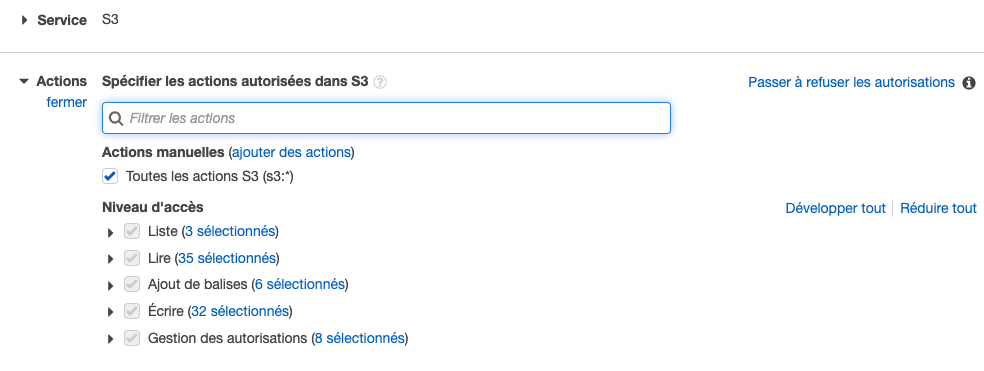 Service S3
Actions Spécifier les actions autorisées dans S3 ? Passer à refuser les autorisations i
fermer
Filtrer les actions
Actions manuelles (ajouter des actions)
Toutes les actions S3 (s3:*)
Niveau d'accès Développer tout Réduire tout
Liste (3 sélectionnés)
Lire (35 sélectionnés)
Ajout de balises (6 sélectionnés)
Écrire (32 sélectionnés)
Gestion des autorisations (8 sélectionnés)